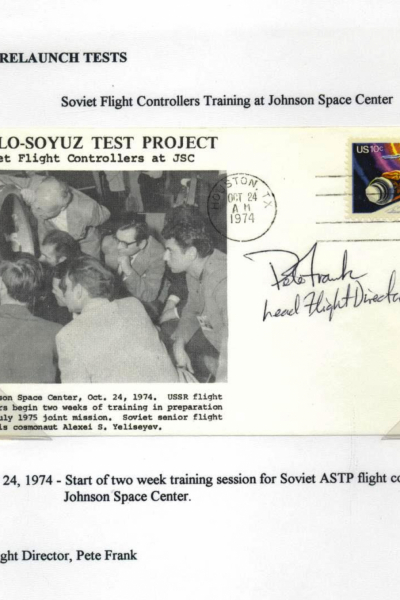 RELAUNCH TESTS
Soviet Flight Controllers Training at Johnson Space Center
LO-SOYUZ TEST PROJECT
et Flight Controllers at JSC
US 10c
HOUSTON, TX
OCT 24
AM
1974
Pete Frank
Lead Flight Director
son Space Center, Oct. 24, 1974. USSR flight
rs begin two weeks of training in preparation
uly 1975 joint mission. Soviet senior flight
is cosmonaut Alexei S. Yeliseyev.
24, 1974 - Start of two week training session for Soviet ASTP flight co
Johnson Space Center.
ght Director, Pete Frank